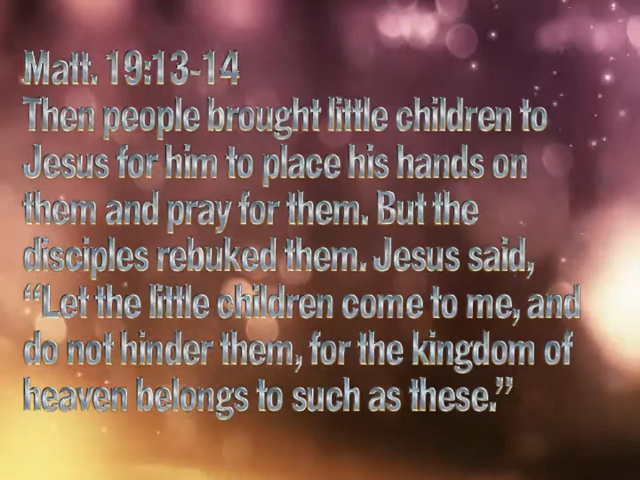 Matt. 19:13-14
Then people brought little children to
Jesus for him to place his hands on
them and pray for them. But the
disciples rebuked them. Jesus said,
“Let the little children come to me, and
do not hinder them, for the kingdom of
heaven belongs to such as these.”